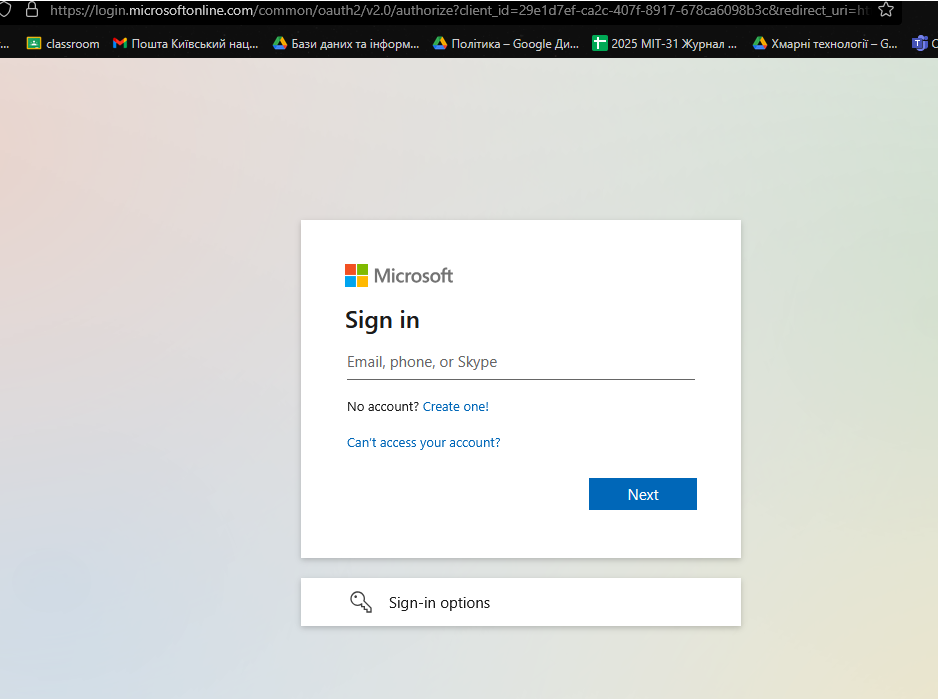 https://login.microsoftonline.com/common/oauth2/v2.0/authorize?client_id=29e1d7ef-ca2c-407f-8917-678ca6098b3c&redirect_uri=ht
... classroom Пошта Київський нац... Бази даних та інформ... Політика – Google Ди... 2025 МІТ-31 Журнал ... Хмарні технології – G...
Microsoft
Sign in
Email, phone, or Skype
No account? Create one!
Can't access your account?
Next
Sign-in options